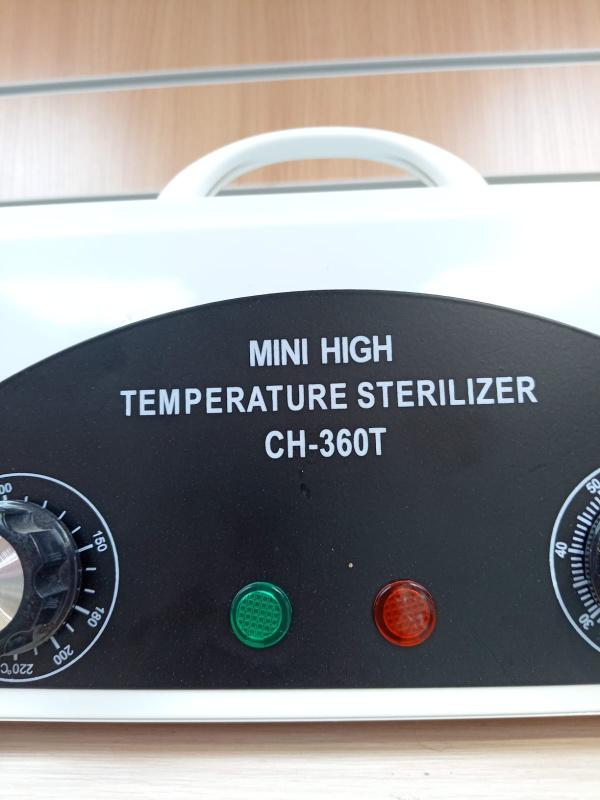 MINI HIGH
TEMPERATURE STERILIZER
CH-360T
150
180
200
220°C
50
40
30